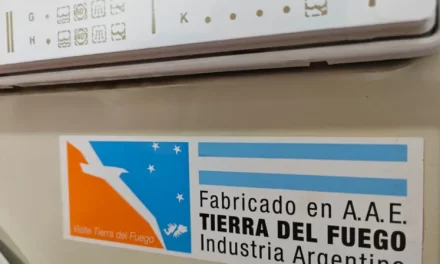 G
H
K
Visite Tierra del Fuego
Fabricado en A.A.E.
TIERRA DEL FUEGO
Industria Argentina